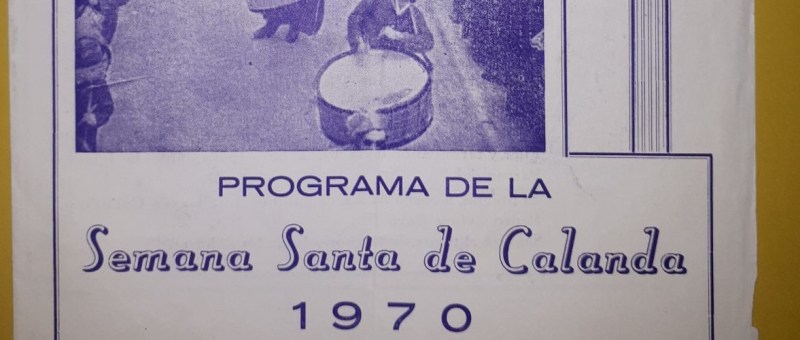 PROGRAMA DE LA
Semana Santa de Calanda
1970